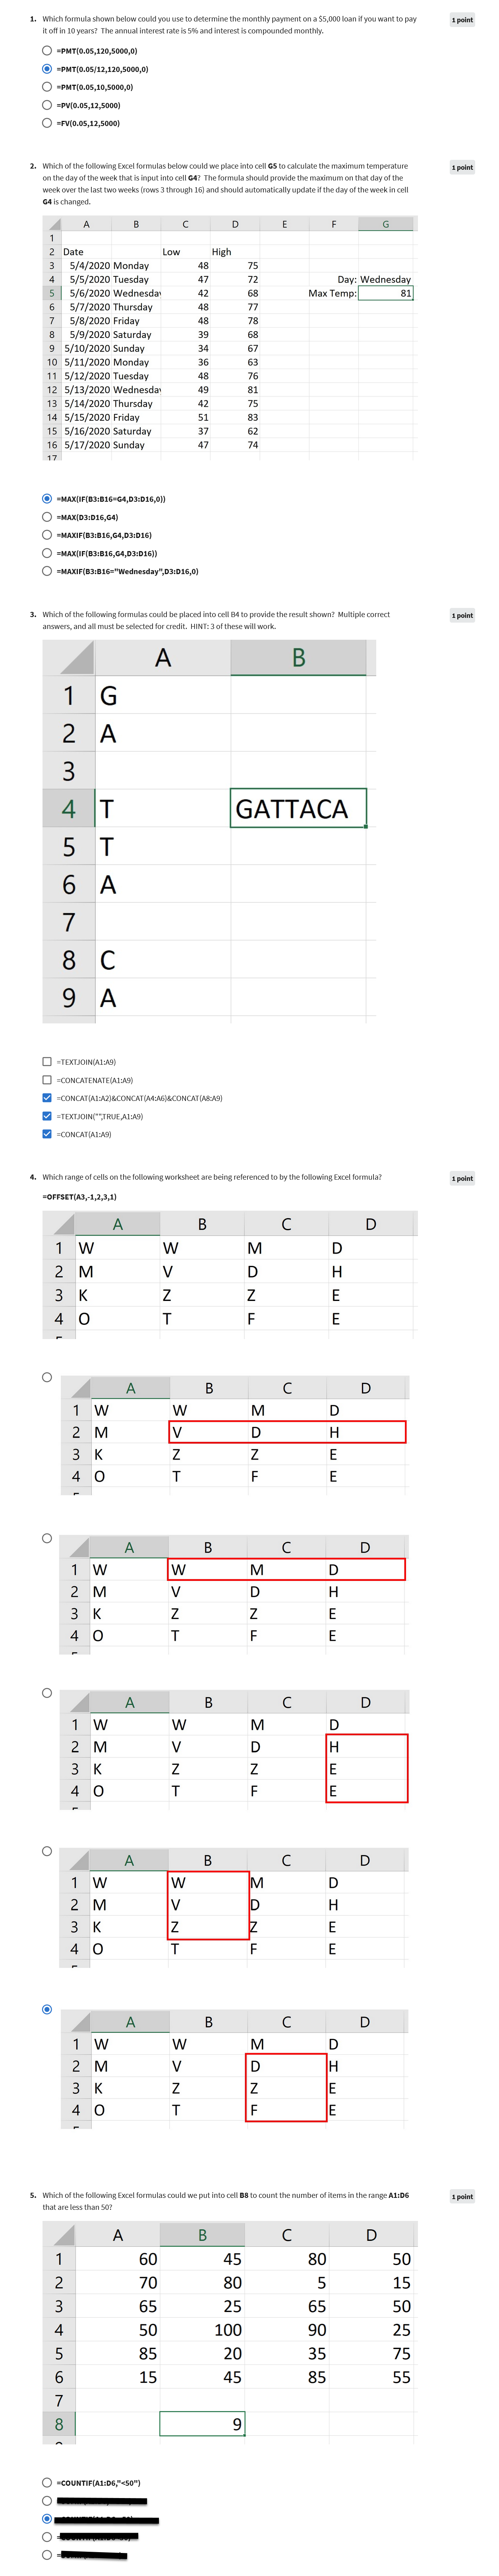 1. Which formula shown below could you use to determine the monthly payment on a $5,000 loan if you want to pay
it off in 10 years? The annual interest rate is 5% and interest is compounded monthly.
1 point
=PMT(0.05,120,5000,0)
=PMT(0.05/12,120,5000,0)
=PMT(0.05,10,5000,0)
=PV(0.05,12,5000)
=FV(0.05,12,5000)
2. Which of the following Excel formulas below could we place into cell G5 to calculate the maximum temperature
on the day of the week that is input into cell G4? The formula should provide the maximum on that day of the
week over the last two weeks (rows 3 through 16) and should automatically update if the day of the week in cell
G4 is changed.
1 point
A B C D E F G
1
2 Date Low High
3 5/4/2020 Monday 48 75
4 5/5/2020 Tuesday 47 72 Day: Wednesday
5 5/6/2020 Wednesda 42 68 Max Temp: 81
6 5/7/2020 Thursday 48 77
7 5/8/2020 Friday 48 78
8 5/9/2020 Saturday 39 68
9 5/10/2020 Sunday 34 67
10 5/11/2020 Monday 36 63
11 5/12/2020 Tuesday 48 76
12 5/13/2020 Wednesda 49 81
13 5/14/2020 Thursday 42 75
14 5/15/2020 Friday 51 83
15 5/16/2020 Saturday 37 62
16 5/17/2020 Sunday 47 74
17
=MAX(IF(B3:B16=G4,D3:D16,0))
=MAX(D3:D16,G4)
=MAXIF(B3:B16,G4,D3:D16)
=MAX(IF(B3:B16,G4,D3:D16))
=MAXIF(B3:B16="Wednesday",D3:D16,0)
3. Which of the following formulas could be placed into cell B4 to provide the result shown? Multiple correct
answers, and all must be selected for credit. HINT: 3 of these will work.
1 point
A B
1 G
2 A
3
4 T GATTACA
5 T
6 A
7
8 C
9 A
=TEXTJOIN(A1:A9)
=CONCATENATE(A1:A9)
=CONCAT(A1:A2)&CONCAT(A4:A6)&CONCAT(A8:A9)
=TEXTJOIN("",TRUE,A1:A9)
=CONCAT(A1:A9)
4. Which range of cells on the following worksheet are being referenced to by the following Excel formula?
1 point
=OFFSET(A3,-1,2,3,1)
A B C D
1 W W M D
2 M V D H
3 K Z Z E
4 O T F E
A B C D
1 W W M D
2 M V D H
3 K Z Z E
4 O T F E
A B C D
1 W W M D
2 M V D H
3 K Z Z E
4 O T F E
A B C D
1 W W M D
2 M V D H
3 K Z Z E
4 O T F E
A B C D
1 W W M D
2 M V D H
3 K Z Z E
4 O T F E
A B C D
1 W W M D
2 M V D H
3 K Z Z E
4 O T F E
5. Which of the following Excel formulas could we put into cell B8 to count the number of items in the range A1:D6
that are less than 50?
1 point
A B C D
1 60 45 80 50
2 70 80 5 15
3 65 25 65 50
4 50 100 90 25
5 85 20 35 75
6 15 45 85 55
7
8 9
=COUNTIF(A1:D6,"<50")